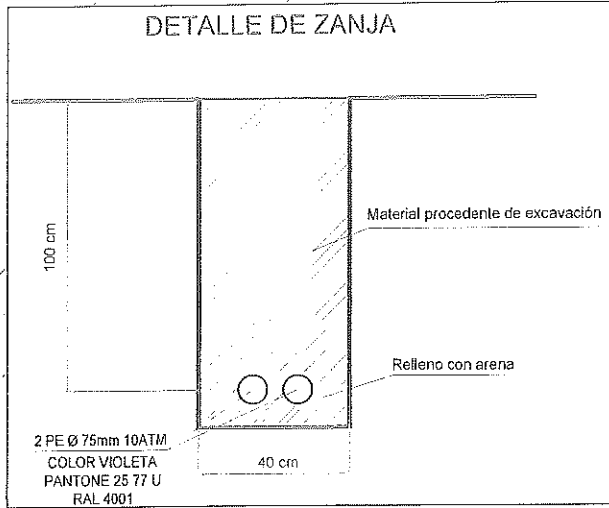 DETALLE DE ZANJA
100 cm
Material procedente de excavación
Relleno con arena
2 PE Ø 75mm 10ATM
COLOR VIOLETA
PANTONE 25 77 U
RAL 4001
40 cm